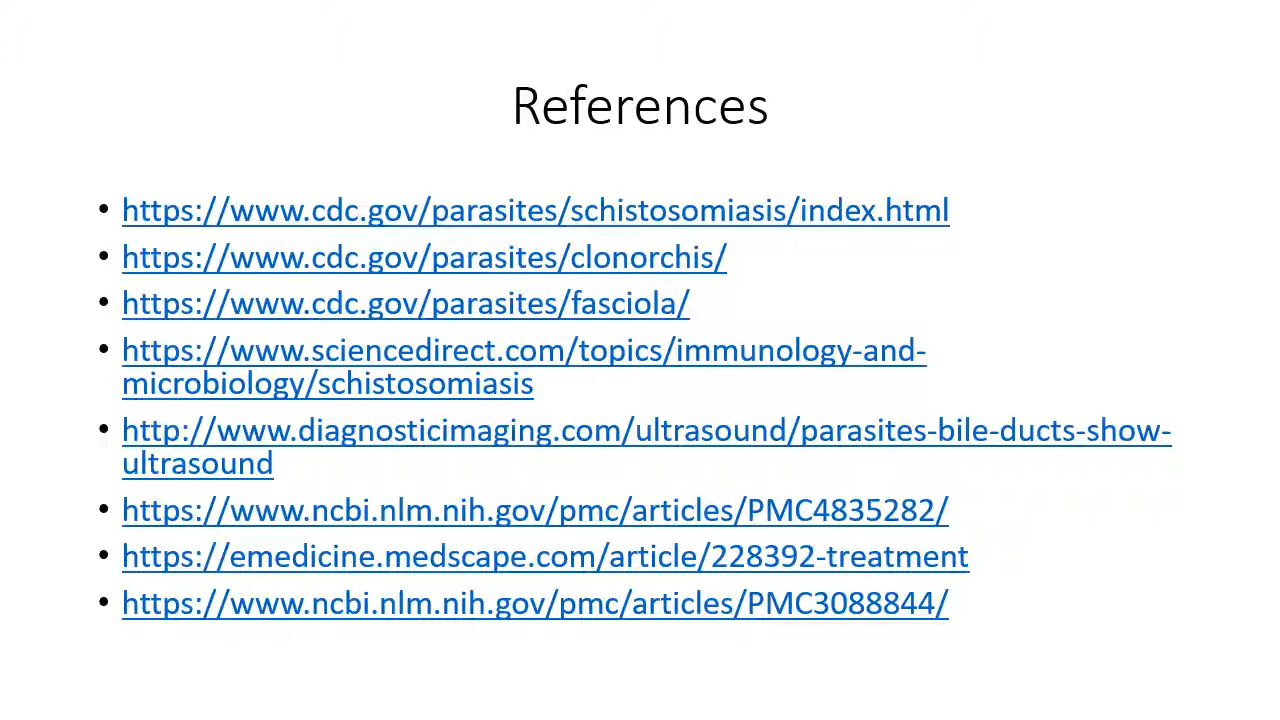 References
• https://www.cdc.gov/parasites/schistosomiasis/index.html
• https://www.cdc.gov/parasites/clonorchis/
• https://www.cdc.gov/parasites/fasciola/
• https://www.sciencedirect.com/topics/immunology-and-
microbiology/schistosomiasis
• http://www.diagnosticimaging.com/ultrasound/parasites-bile-ducts-show-
ultrasound
• https://www.ncbi.nlm.nih.gov/pmc/articles/PMC4835282/
• https://emedicine.medscape.com/article/228392-treatment
• https://www.ncbi.nlm.nih.gov/pmc/articles/PMC3088844/